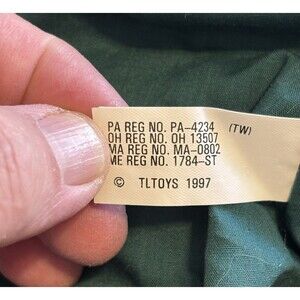 PA REG NO. PA-4234 (TW)
OH REG NO. OH 13507
MA REG NO. MA-0802
ME REG NO. 1784-ST
© TLTOYS 1997